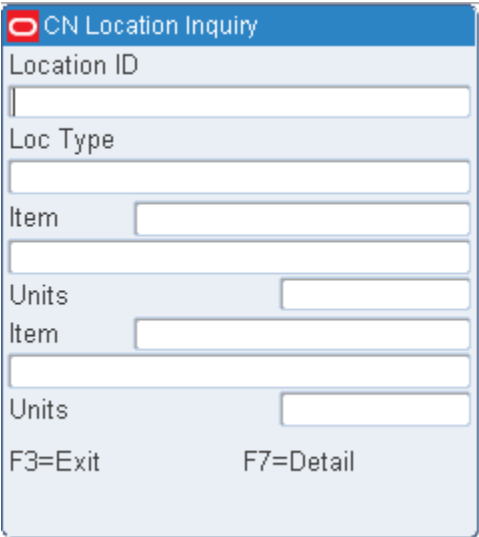 CN Location Inquiry
Location ID
Loc Type
Item
Units
Item
Units
F3=Exit F7=Detail